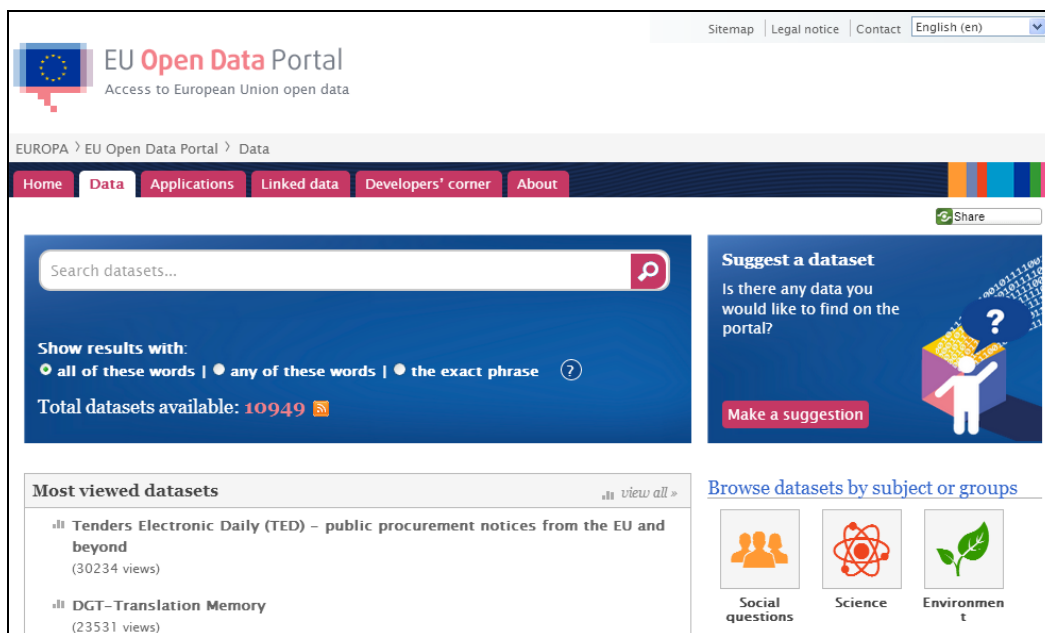 Sitemap | Legal notice | Contact English (en)
EU Open Data Portal
Access to European Union open data
EUROPA > EU Open Data Portal > Data
Home Data Applications Linked data Developers' corner About
Share
Search datasets...
Show results with:
all of these words | any of these words | the exact phrase ?
Total datasets available: 10949
Suggest a dataset
Is there any data you
would like to find on the
portal?
?
Make a suggestion
Most viewed datasets view all »
Tenders Electronic Daily (TED) – public procurement notices from the EU and
beyond
(30234 views)
DGT–Translation Memory
(23531 views)
Browse datasets by subject or groups
Social
questions
Science
Environmen
t